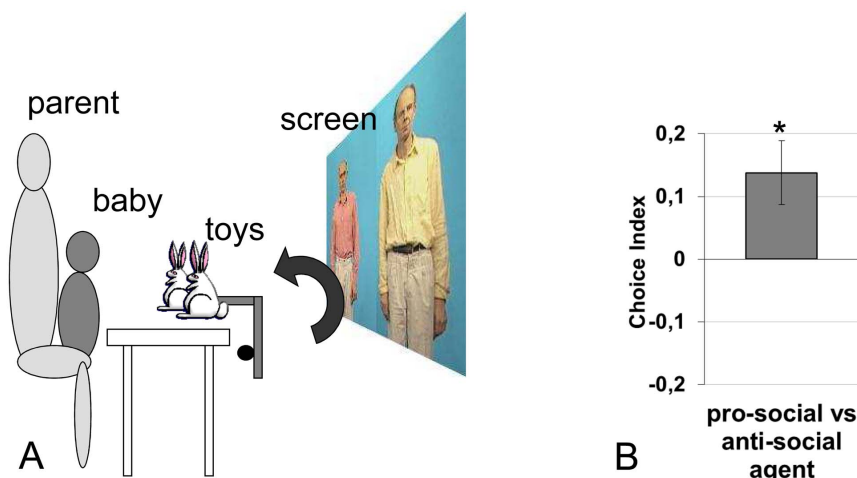 parent
screen
baby
toys
A
*
0,2
0,1
0
-0,1
-0,2
Choice Index
pro-social vs
anti-social
agent
B